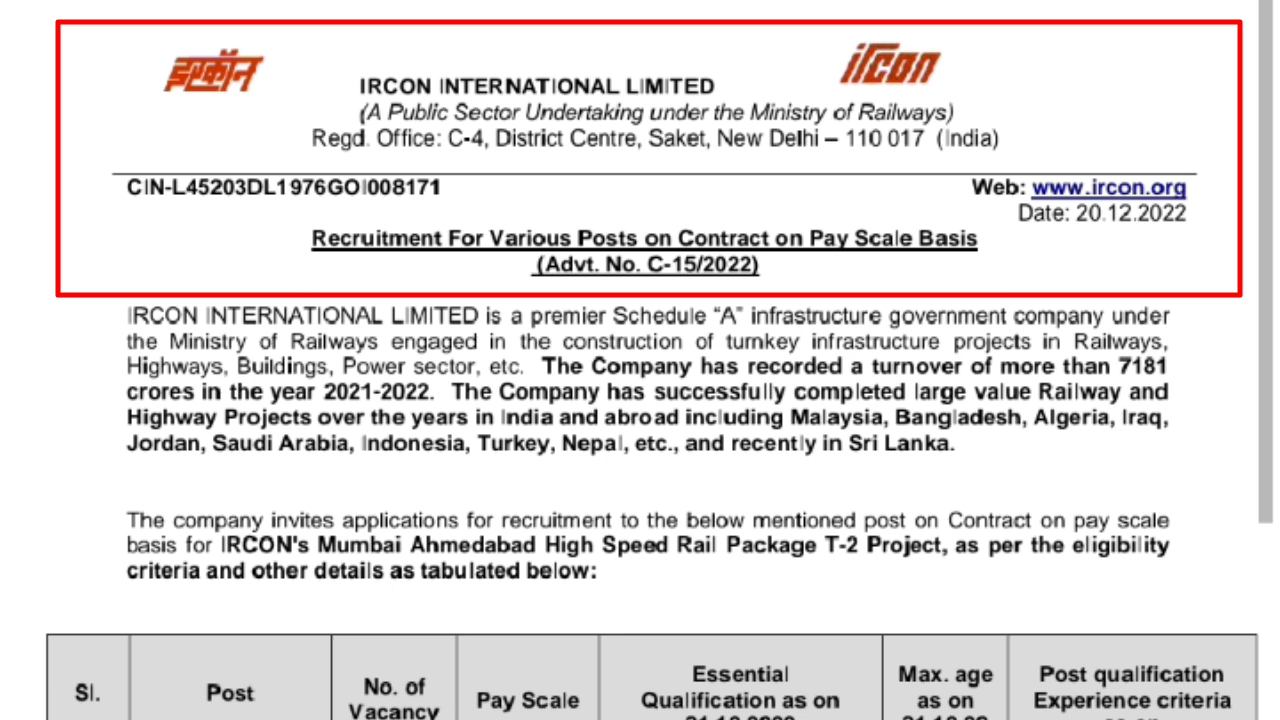 इरकॉन
ircon
IRCON INTERNATIONAL LIMITED
(A Public Sector Undertaking under the Ministry of Railways)
Regd. Office: C-4, District Centre, Saket, New Delhi – 110 017 (India)
CIN-L45203DL1976GOI008171
Web: www.ircon.org
Date: 20.12.2022
Recruitment For Various Posts on Contract on Pay Scale Basis
(Advt. No. C-15/2022)
IRCON INTERNATIONAL LIMITED is a premier Schedule “A” infrastructure government company under
the Ministry of Railways engaged in the construction of turnkey infrastructure projects in Railways,
Highways, Buildings, Power sector, etc. The Company has recorded a turnover of more than 7181
crores in the year 2021-2022. The Company has successfully completed large value Railway and
Highway Projects over the years in India and abroad including Malaysia, Bangladesh, Algeria, Iraq,
Jordan, Saudi Arabia, Indonesia, Turkey, Nepal, etc., and recently in Sri Lanka.
The company invites applications for recruitment to the below mentioned post on Contract on pay scale
basis for IRCON's Mumbai Ahmedabad High Speed Rail Package T-2 Project, as per the eligibility
criteria and other details as tabulated below:
Sl.
Post
No. of
Vacancy
Pay Scale
Essential
Qualification as on
Max. age
as on
Post qualification
Experience criteria